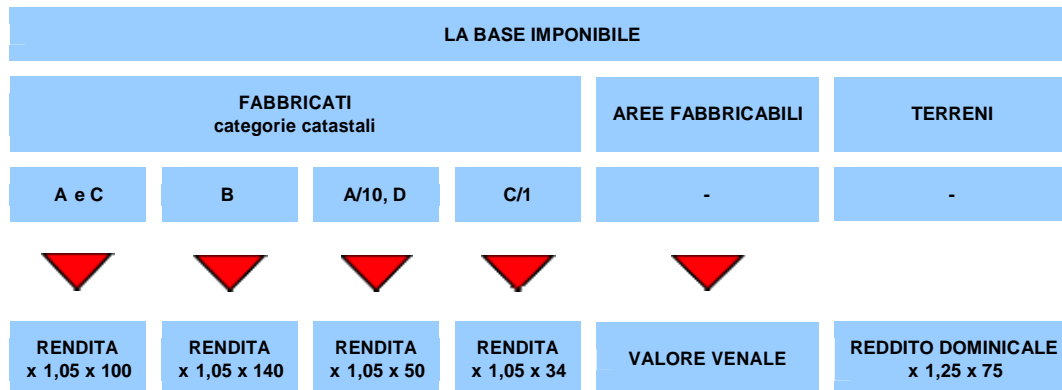 LA BASE IMPONIBILE
FABBRICATI
categorie catastali
AREE FABBRICABILI
TERRENI
A e C
B
A/10, D
C/1
-
-
RENDITA
x 1,05 x 100
RENDITA
x 1,05 x 140
RENDITA
x 1,05 x 50
RENDITA
x 1,05 x 34
VALORE VENALE
REDDITO DOMINICALE
x 1,25 x 75